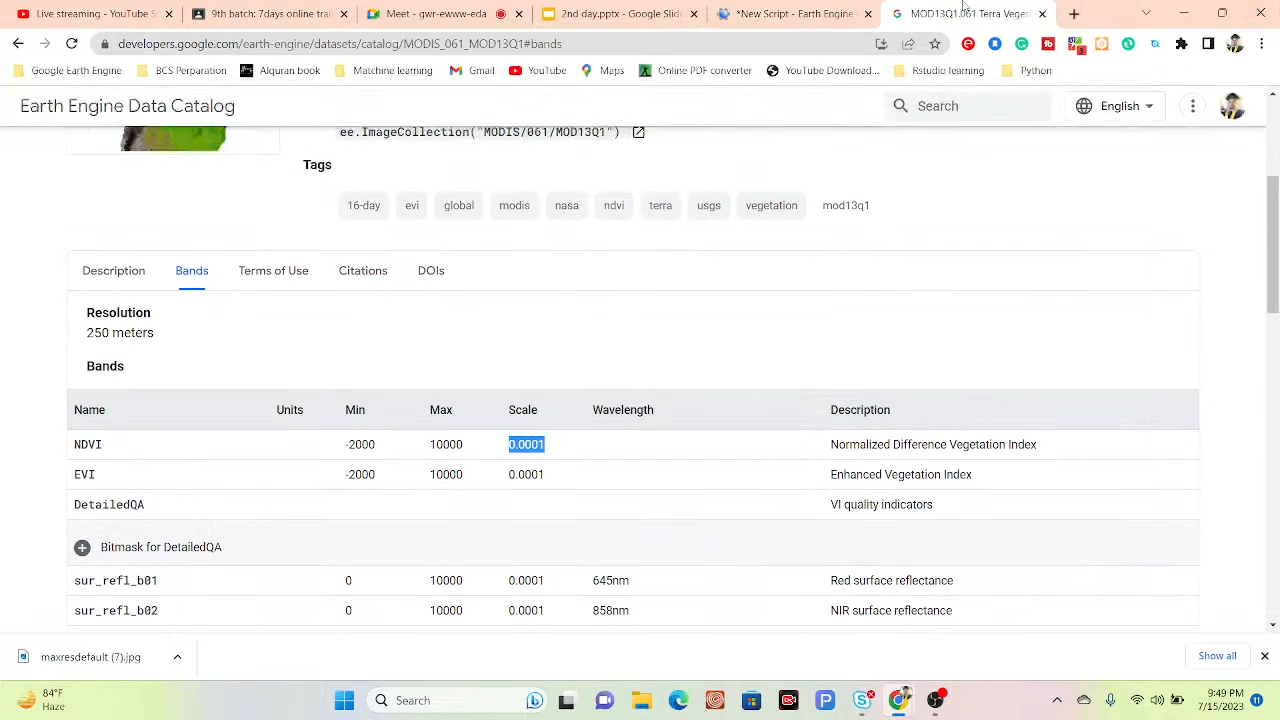 Live streaming - YouTube S
9th batch: 7days online trai
Meet - gwr-ewwe-eda
2nd day.pptx - Google Slide
*New Script - Earth Engine
MOD13Q1.061 Terra Veget
developers.google.com/earth-engine/datasets/catalog/MODIS_061_MOD13Q1#bands
3
Google Earth Engine
BCS Perparation
Alquran book
Matchine learning
Gmail
YouTube
Maps
Online PDF converter
YouTube Download...
Rstudio learning
Python
Earth Engine Data Catalog
Search
English
ee.ImageCollection("MODIS/061/MOD13Q1")
Tags
16-day evi global modis nasa ndvi terra usgs vegetation mod13q1
Description Bands Terms of Use Citations DOIs
Resolution
250 meters
Bands
Name Units Min Max Scale Wavelength Description
NDVI -2000 10000 0.0001 Normalized Difference Vegetation Index
EVI -2000 10000 0.0001 Enhanced Vegetation Index
DetailedQA VI quality indicators
Bitmask for DetailedQA
sur_refl_b01 0 10000 0.0001 645nm Red surface reflectance
sur_refl_b02 0 10000 0.0001 858nm NIR surface reflectance
maxresdefault (7).jpg
Show all
84°F
Haze
Search
9:49 PM
7/15/2023
11